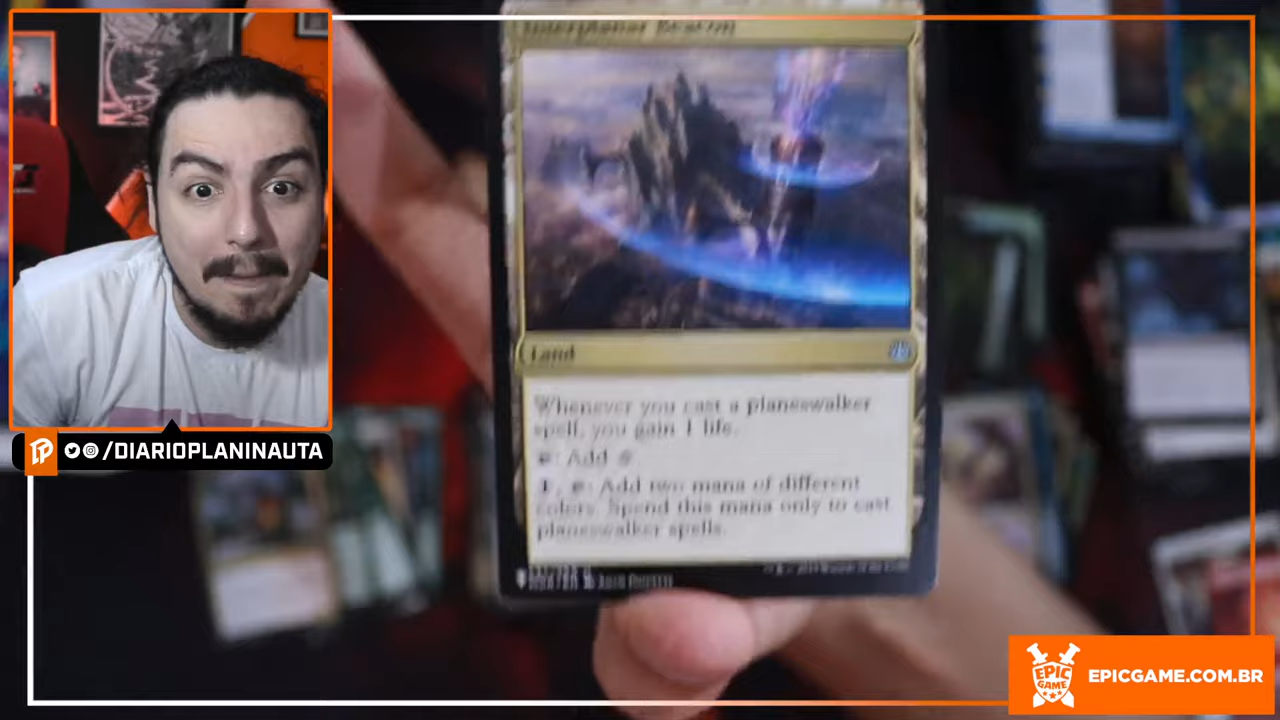 Interplanar Beacon
Land
Whenever you cast a planeswalker
spell, you gain 1 life.
: Add
1, : Add two mana of different
colors. Spend this mana only to cast
planeswalker spells.
/DIARIOPLANINAUTA
EPIC
GAME
EPICGAME.COM.BR